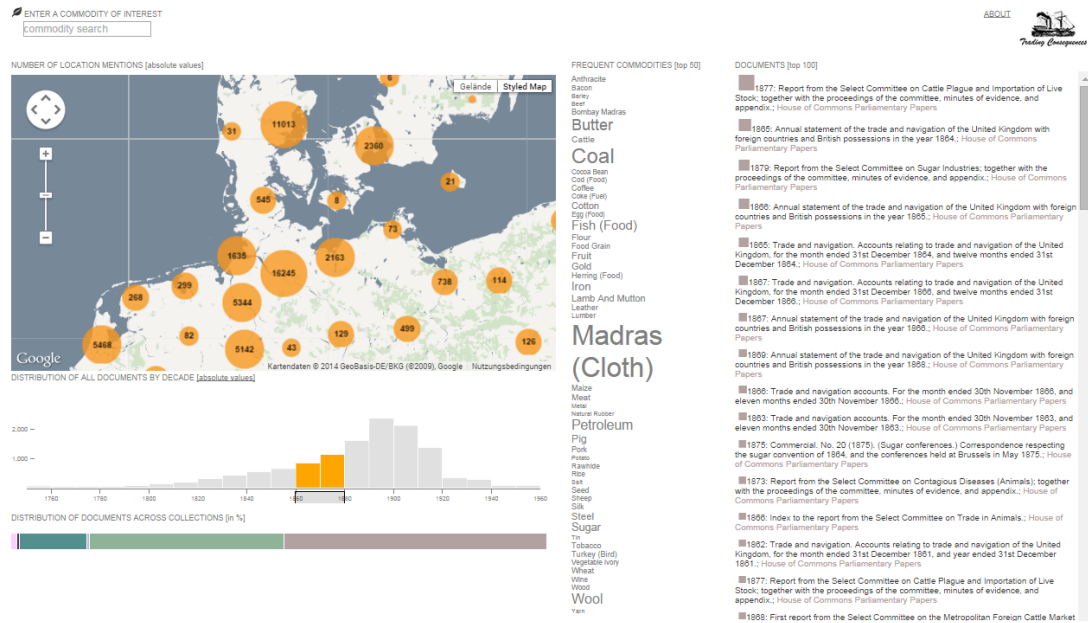 ENTER A COMMODITY OF INTEREST
commodity search
ABOUT
Trading Consequences
NUMBER OF LOCATION MENTIONS [absolute values]
Gelände
Styled Map
6
31
11013
2360
21
545
8
73
1635
16245
2163
299
268
5344
738
114
82
129
499
5468
5142
43
126
Google
Kartendaten © 2014 GeoBasis-DE/BKG (©2009), Google
Nutzungsbedingungen
DISTRIBUTION OF ALL DOCUMENTS BY DECADE [absolute values]
2,000
1,000
1760
1780
1800
1820
1840
1860
1880
1900
1920
1940
1960
DISTRIBUTION OF DOCUMENTS ACROSS COLLECTIONS [in %]
FREQUENT COMMODITIES [top 50]
Anthracite
Bacon
Barley
Beef
Bombay Madras
Butter
Cattle
Coal
Cocoa Bean
Cod (Food)
Coffee
Coke (Fuel)
Cotton
Egg (Food)
Fish (Food)
Flour
Food Grain
Fruit
Gold
Herring (Food)
Iron
Lamb And Mutton
Leather
Lumber
Madras
(Cloth)
Maize
Meat
Metal
Natural Rubber
Petroleum
Pig
Pork
Potato
Rawhide
Rice
Salt
Seed
Sheep
Silk
Steel
Sugar
Tin
Tobacco
Turkey (Bird)
Vegetable Ivory
Wheat
Wine
Wood
Wool
Yarn
DOCUMENTS [top 100]
1877: Report from the Select Committee on Cattle Plague and Importation of Live
Stock; together with the proceedings of the committee, minutes of evidence, and
appendix.; House of Commons Parliamentary Papers
1865: Annual statement of the trade and navigation of the United Kingdom with
foreign countries and British possessions in the year 1864.; House of Commons
Parliamentary Papers
1879: Report from the Select Committee on Sugar Industries; together with the
proceedings of the committee, minutes of evidence, and appendix.; House of Commons
Parliamentary Papers
1866: Annual statement of the trade and navigation of the United Kingdom with foreign
countries and British possessions in the year 1865.; House of Commons Parliamentary
Papers
1865: Trade and navigation. Accounts relating to trade and navigation of the United
Kingdom, for the month ended 31st December 1864, and twelve months ended 31st
December 1864.; House of Commons Parliamentary Papers
1867: Trade and navigation. Accounts relating to trade and navigation of the United
Kingdom, for the month ended 31st December 1866, and twelve months ended 31st
December 1866.; House of Commons Parliamentary Papers
1867: Annual statement of the trade and navigation of the United Kingdom with foreign
countries and British possessions in the year 1866.; House of Commons Parliamentary
Papers
1869: Annual statement of the trade and navigation of the United Kingdom with foreign
countries and British possessions in the year 1868.; House of Commons Parliamentary
Papers
1866: Trade and navigation accounts. For the month ended 30th November 1866, and
eleven months ended 30th November 1866.; House of Commons Parliamentary Papers
1863: Trade and navigation accounts. For the month ended 30th November 1863, and
eleven months ended 30th November 1863.; House of Commons Parliamentary Papers
1875: Commercial. No. 20 (1875). (Sugar conferences.) Correspondence respecting
the sugar convention of 1864, and the conferences held at Brussels in May 1875.; House
of Commons Parliamentary Papers
1873: Report from the Select Committee on Contagious Diseases (Animals); together
with the proceedings of the committee, minutes of evidence, and appendix.; House of
Commons Parliamentary Papers
1866: Index to the report from the Select Committee on Trade in Animals.; House of
Commons Parliamentary Papers
1862: Trade and navigation. Accounts relating to trade and navigation of the United
Kingdom, for the month ended 31st December 1861, and year ended 31st December
1861.; House of Commons Parliamentary Papers
1877: Report from the Select Committee on Cattle Plague and Importation of Live
Stock; together with the proceedings of the committee, minutes of evidence, and
appendix.; House of Commons Parliamentary Papers
1868: First report from the Select Committee on the Metropolitan Foreign Cattle Market